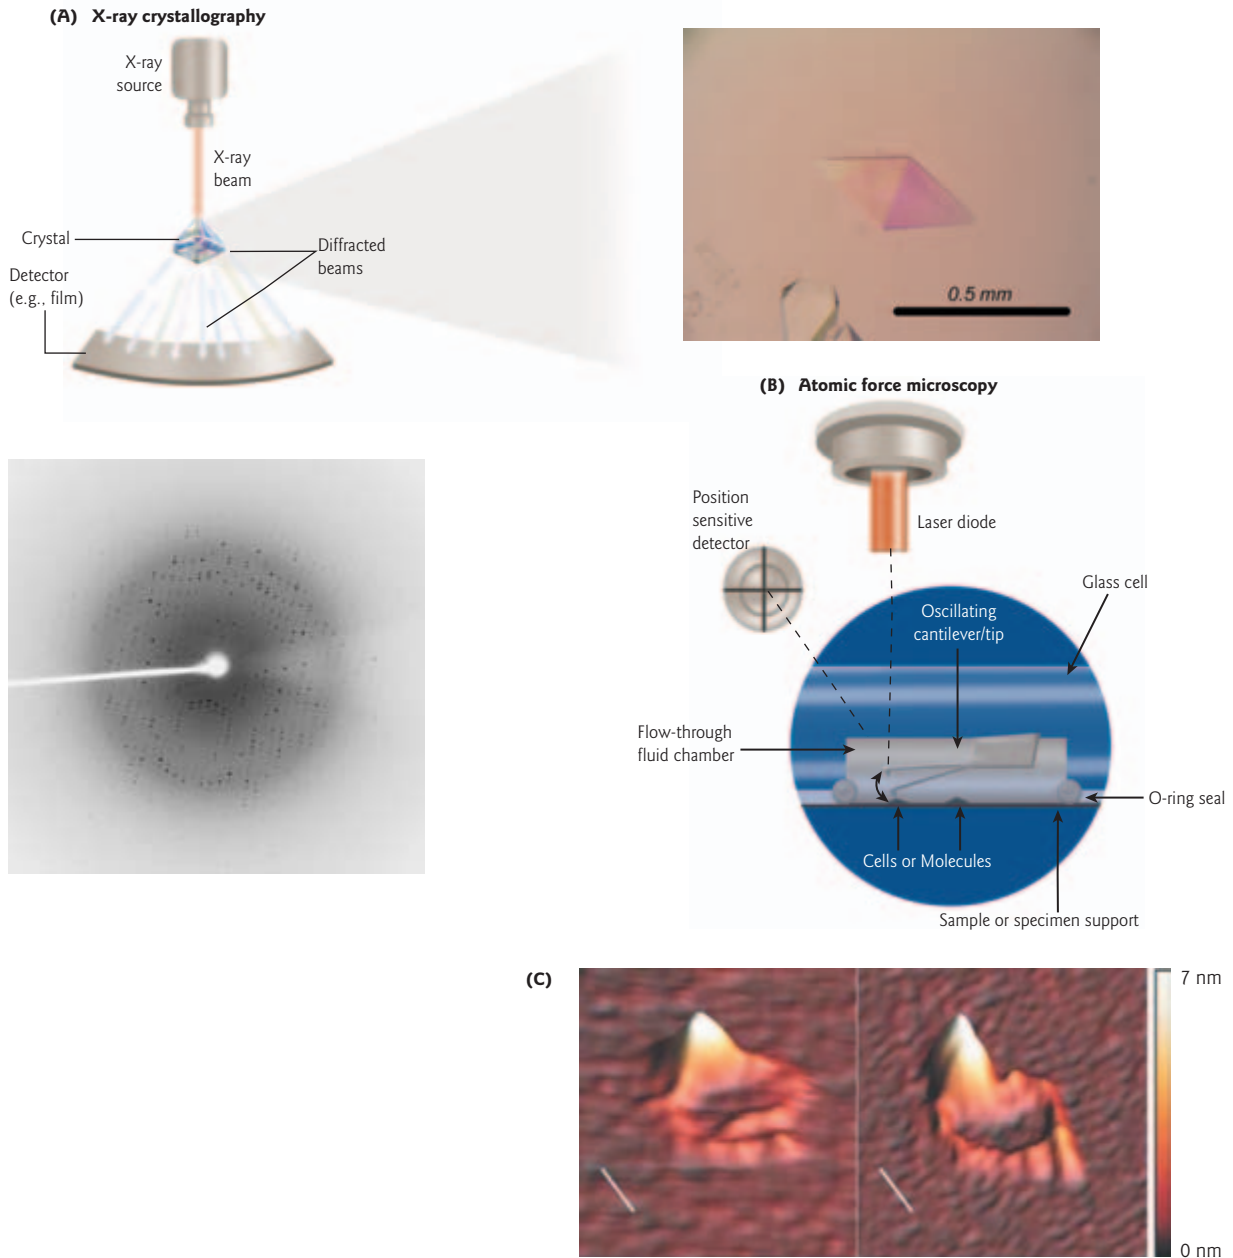 (A) X-ray crystallography
X-ray
source
X-ray
beam
Crystal
Diffracted
beams
Detector
(e.g., film)
0.5 mm
(B) Atomic force microscopy
Position
sensitive
detector
Laser diode
Glass cell
Oscillating
cantilever/tip
Flow-through
fluid chamber
O-ring seal
Cells or Molecules
Sample or specimen support
(C)
7 nm
0 nm